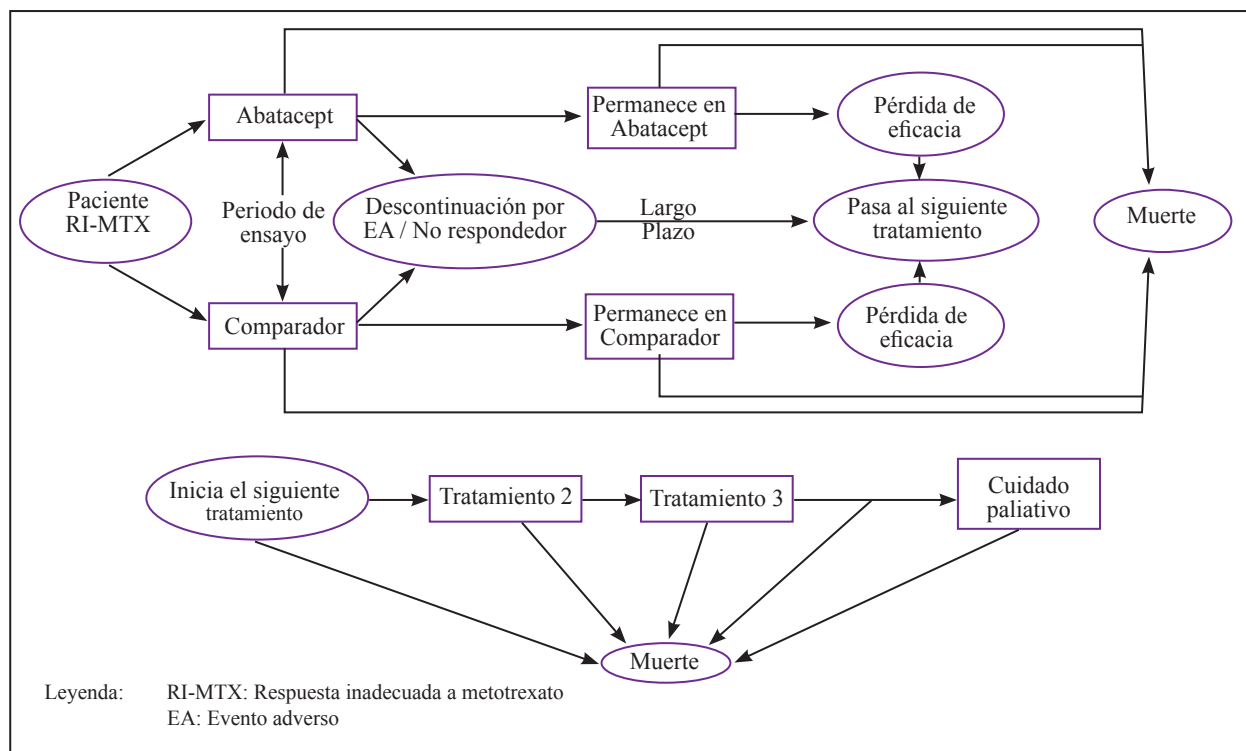 Abatacept
Permanece en
Abatacept
Pérdida de
eficacia
Paciente
RI-MTX
Periodo de
ensayo
Descontinuación por
EA / No respondedor
Largo
Plazo
Pasa al siguiente
tratamiento
Muerte
Comparador
Permanece en
Comparador
Pérdida de
eficacia
Inicia el siguiente
tratamiento
Tratamiento 2
Tratamiento 3
Cuidado
paliativo
Muerte
Leyenda: RI-MTX: Respuesta inadecuada a metotrexato
EA: Evento adverso